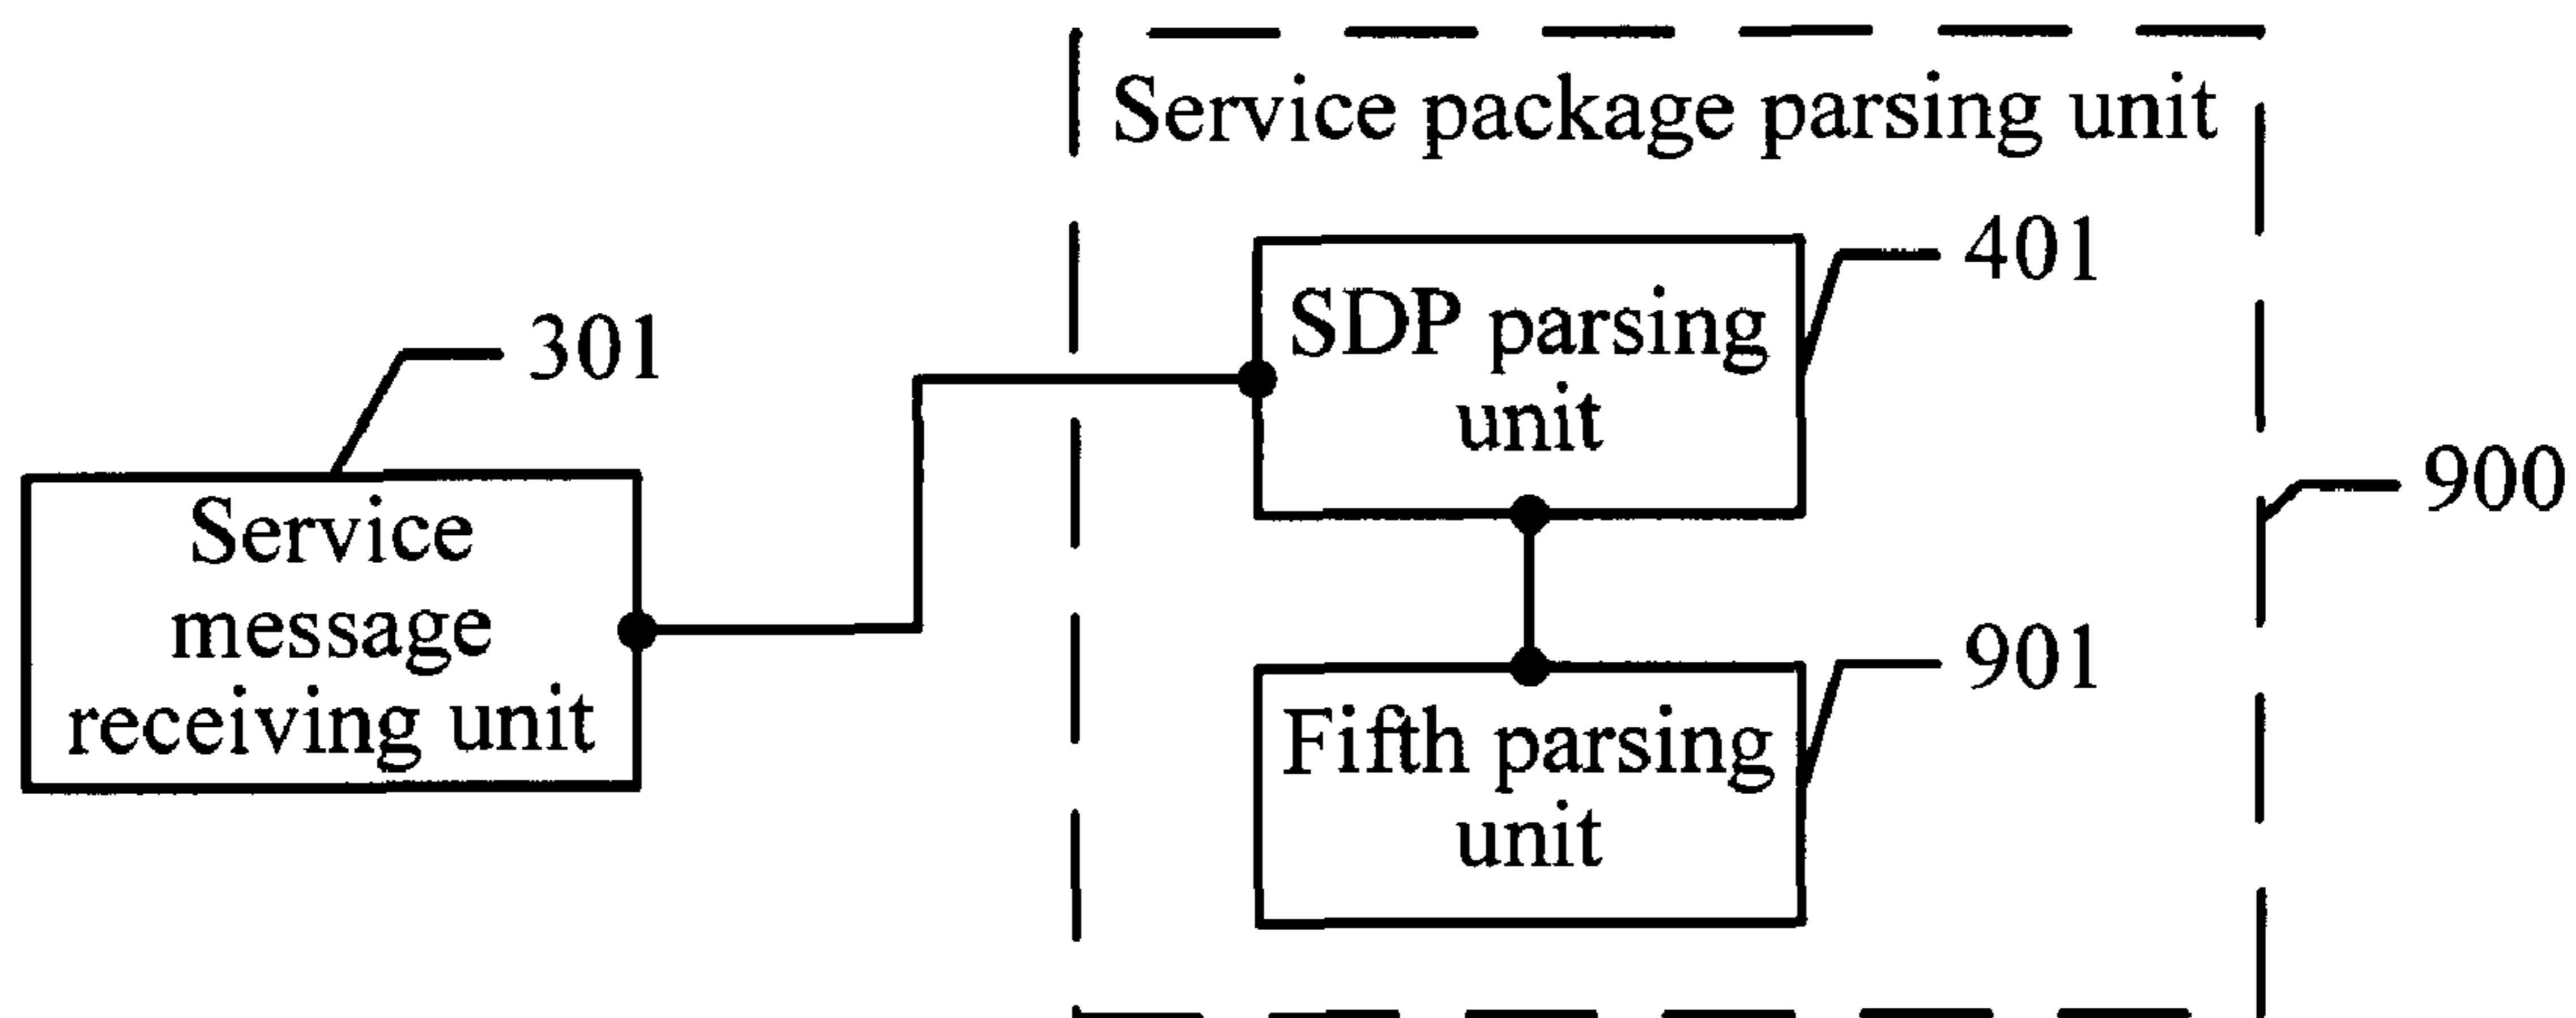 Service package parsing unit
401
SDP parsing
unit
301
900
Service
message
receiving unit
901
Fifth parsing
unit